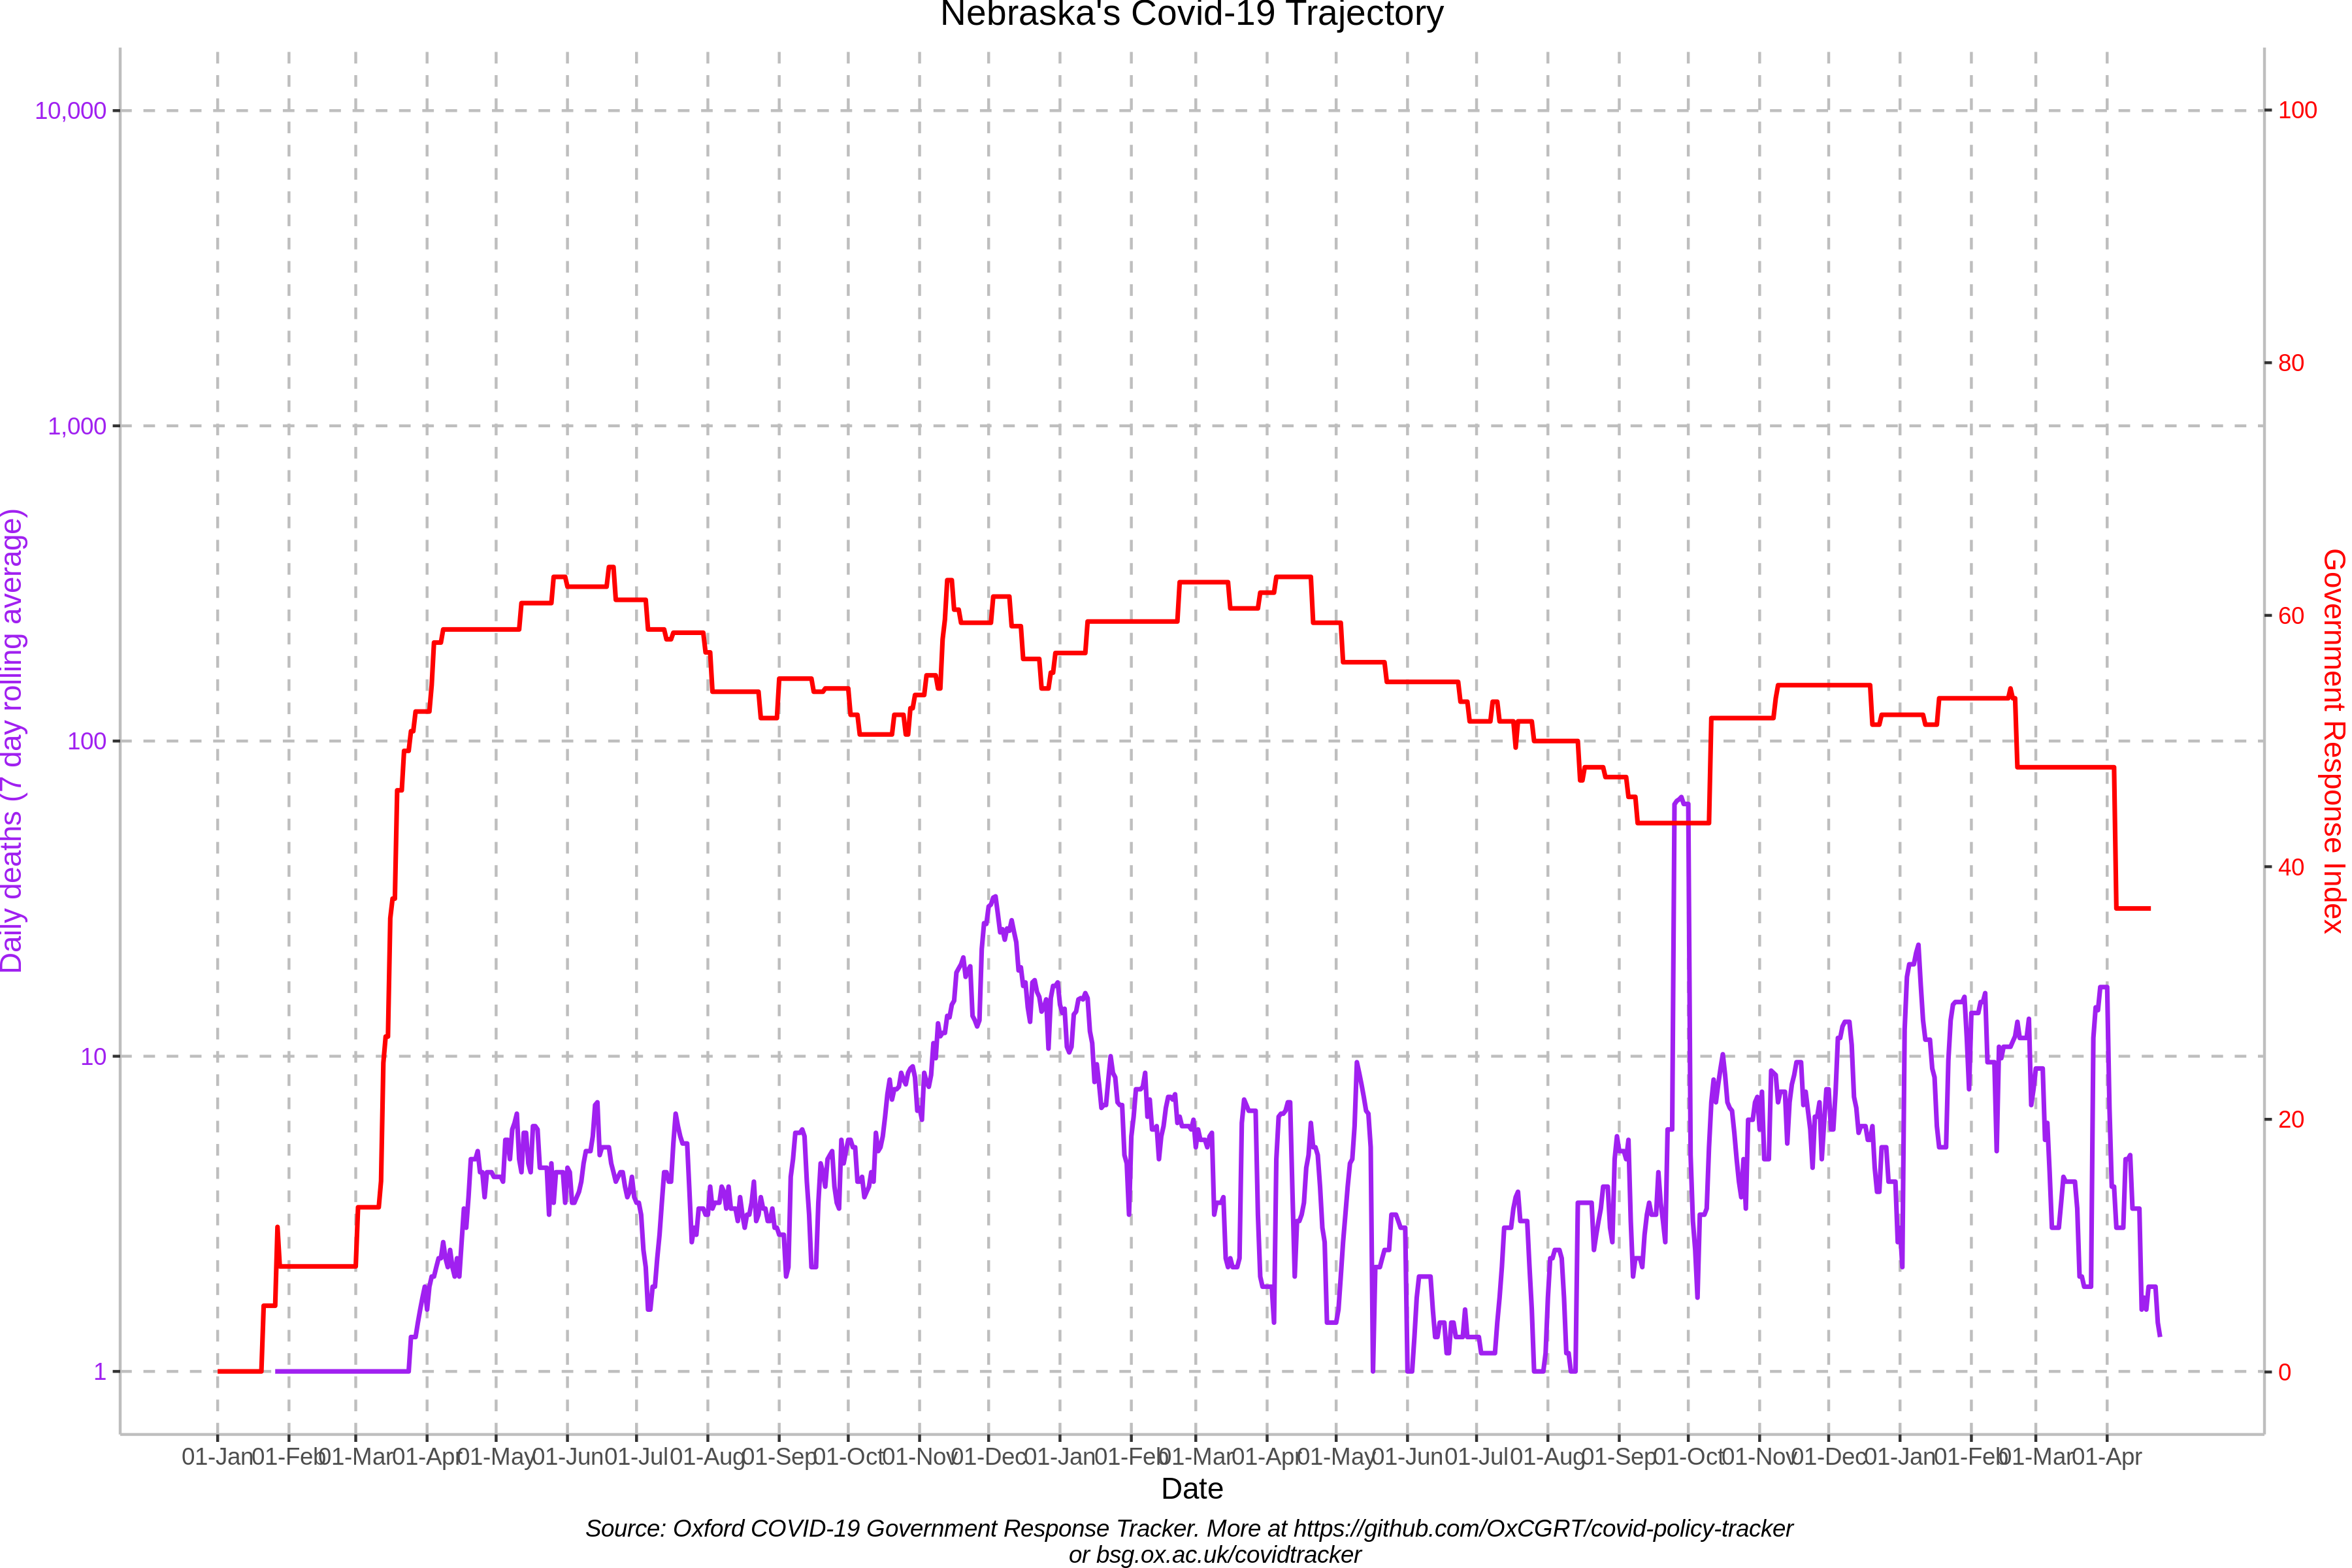 Nebraska's Covid-19 Trajectory
10,000
1,000
100
10
1
Daily deaths (7 day rolling average)
100
80
60
40
20
0
Government Response Index
01-Jan 01-Feb 01-Mar 01-Apr 01-May 01-Jun 01-Jul 01-Aug 01-Sep 01-Oct 01-Nov 01-Dec 01-Jan 01-Feb 01-Mar 01-Apr 01-May 01-Jun 01-Jul 01-Aug 01-Sep 01-Oct 01-Nov 01-Dec 01-Jan 01-Feb 01-Mar 01-Apr
Date
Source: Oxford COVID-19 Government Response Tracker. More at https://github.com/OxCGRT/covid-policy-tracker
or bsg.ox.ac.uk/covidtracker